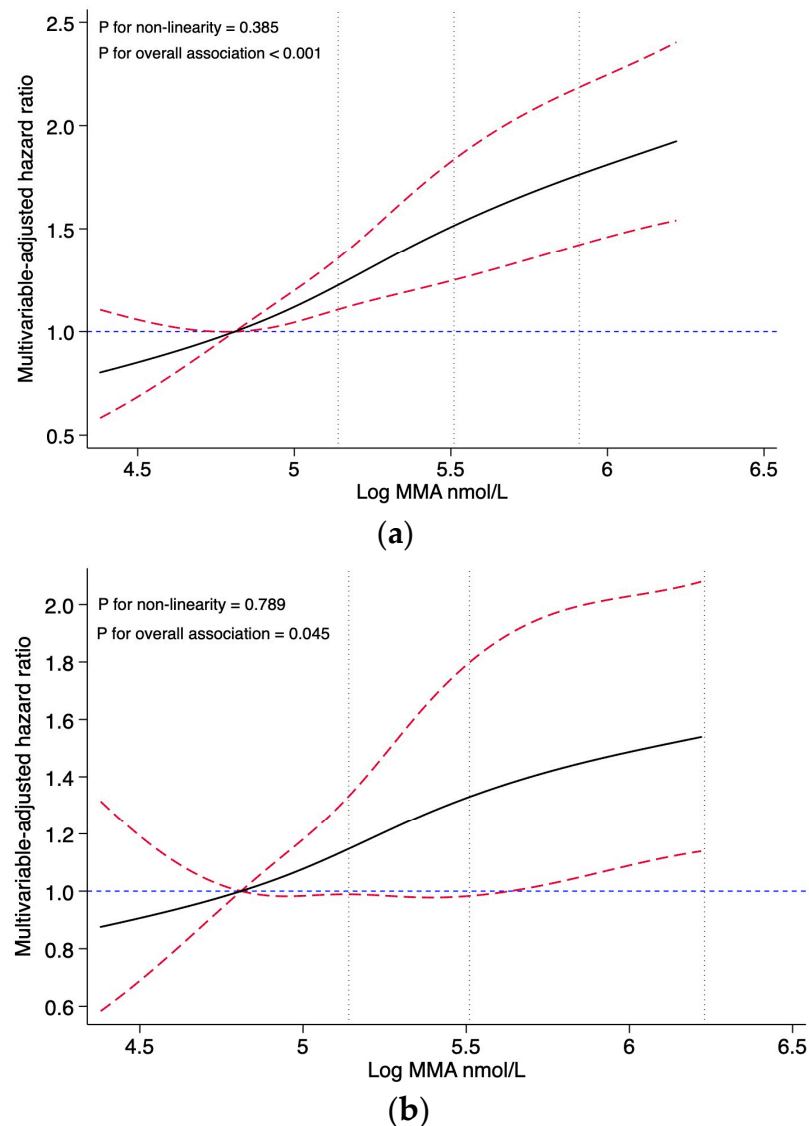 P for non-linearity = 0.385
P for overall association < 0.001
Multivariable-adjusted hazard ratio
2.5
2.0
1.5
1.0
0.5
4.5 5 5.5 6 6.5
Log MMA nmol/L
(a)
P for non-linearity = 0.789
P for overall association = 0.045
Multivariable-adjusted hazard ratio
2.0
1.8
1.6
1.4
1.2
1.0
0.8
0.6
4.5 5 5.5 6 6.5
Log MMA nmol/L
(b)